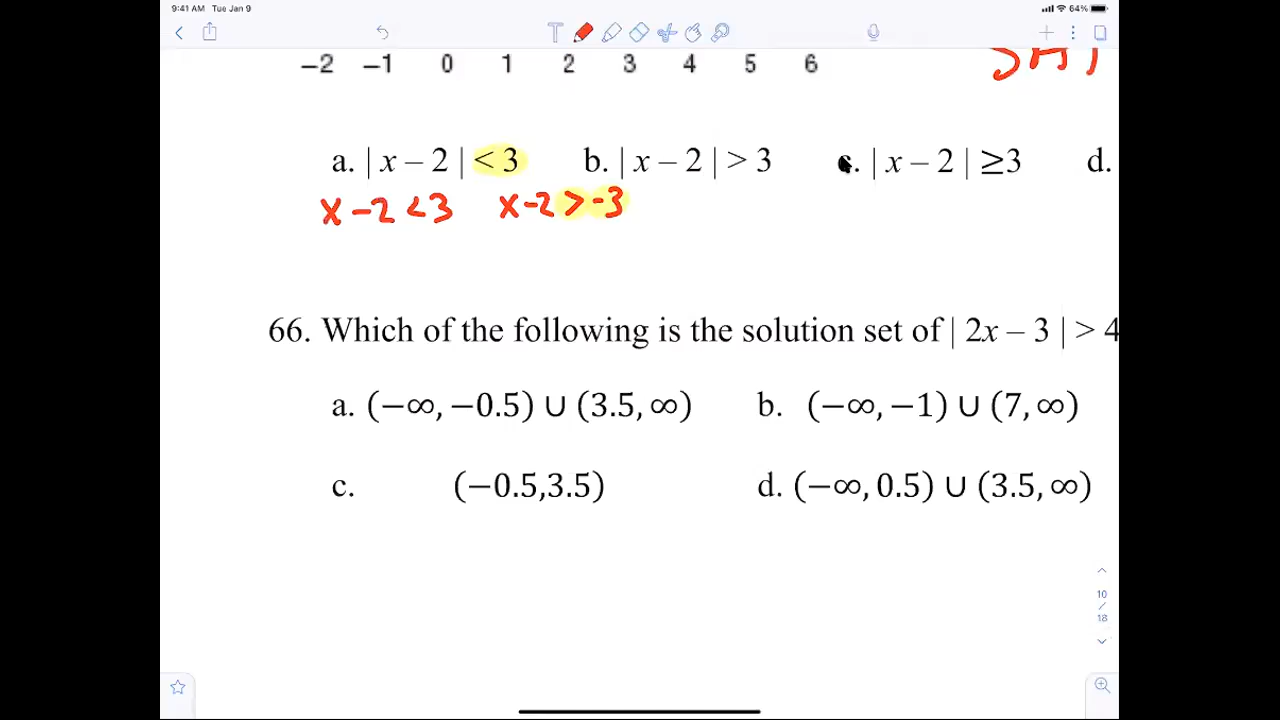 9:41 AM Tue Jan 9 64%
T
−2 −1 0 1 2 3 4 5 6
a. | x − 2 | < 3 b. | x − 2 | > 3 c. | x − 2 | ≥3 d.
x −2 < 3 x −2 > −3
66. Which of the following is the solution set of | 2x − 3 | > 4
a. (−∞, −0.5) ∪ (3.5, ∞) b. (−∞, −1) ∪ (7, ∞)
c. (−0.5,3.5) d. (−∞, 0.5) ∪ (3.5, ∞)
10
/
18